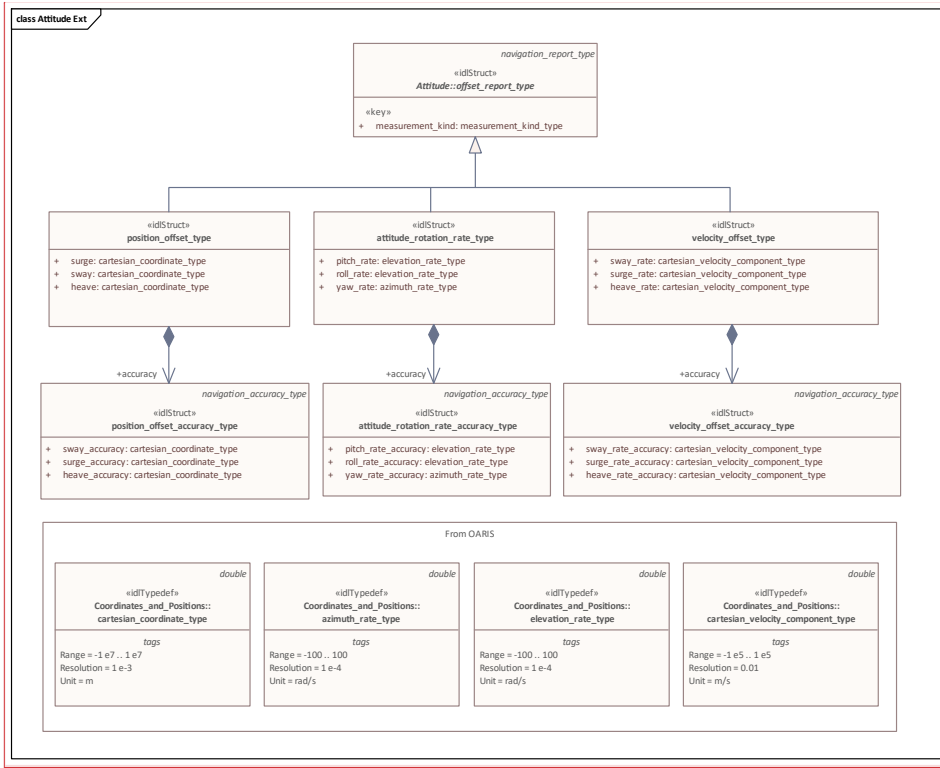 class Attitude Ext
navigation_report_type
«idlStruct»
Attitude::offset_report_type
«key»
+ measurement_kind: measurement_kind_type
«idlStruct»
position_offset_type
+ surge: cartesian_coordinate_type
+ sway: cartesian_coordinate_type
+ heave: cartesian_coordinate_type
«idlStruct»
attitude_rotation_rate_type
+ pitch_rate: elevation_rate_type
+ roll_rate: elevation_rate_type
+ yaw_rate: azimuth_rate_type
«idlStruct»
velocity_offset_type
+ sway_rate: cartesian_velocity_component_type
+ surge_rate: cartesian_velocity_component_type
+ heave_rate: cartesian_velocity_component_type
+accuracy
+accuracy
+accuracy
navigation_accuracy_type
«idlStruct»
position_offset_accuracy_type
+ sway_accuracy: cartesian_coordinate_type
+ surge_accuracy: cartesian_coordinate_type
+ heave_accuracy: cartesian_coordinate_type
navigation_accuracy_type
«idlStruct»
attitude_rotation_rate_accuracy_type
+ pitch_rate_accuracy: elevation_rate_type
+ roll_rate_accuracy: elevation_rate_type
+ yaw_rate_accuracy: azimuth_rate_type
navigation_accuracy_type
«idlStruct»
velocity_offset_accuracy_type
+ sway_rate_accuracy: cartesian_velocity_component_type
+ surge_rate_accuracy: cartesian_velocity_component_type
+ heave_rate_accuracy: cartesian_velocity_component_type
From OARIS
double
«idlTypedef»
Coordinates_and_Positions::
cartesian_coordinate_type
tags
Range = -1 e7 .. 1 e7
Resolution = 1 e-3
Unit = m
double
«idlTypedef»
Coordinates_and_Positions::
azimuth_rate_type
tags
Range = -100 .. 100
Resolution = 1 e-4
Unit = rad/s
double
«idlTypedef»
Coordinates_and_Positions::
elevation_rate_type
tags
Range = -100 .. 100
Resolution = 1 e-4
Unit = rad/s
double
«idlTypedef»
Coordinates_and_Positions::
cartesian_velocity_component_type
tags
Range = -1 e5 .. 1 e5
Resolution = 0.01
Unit = m/s